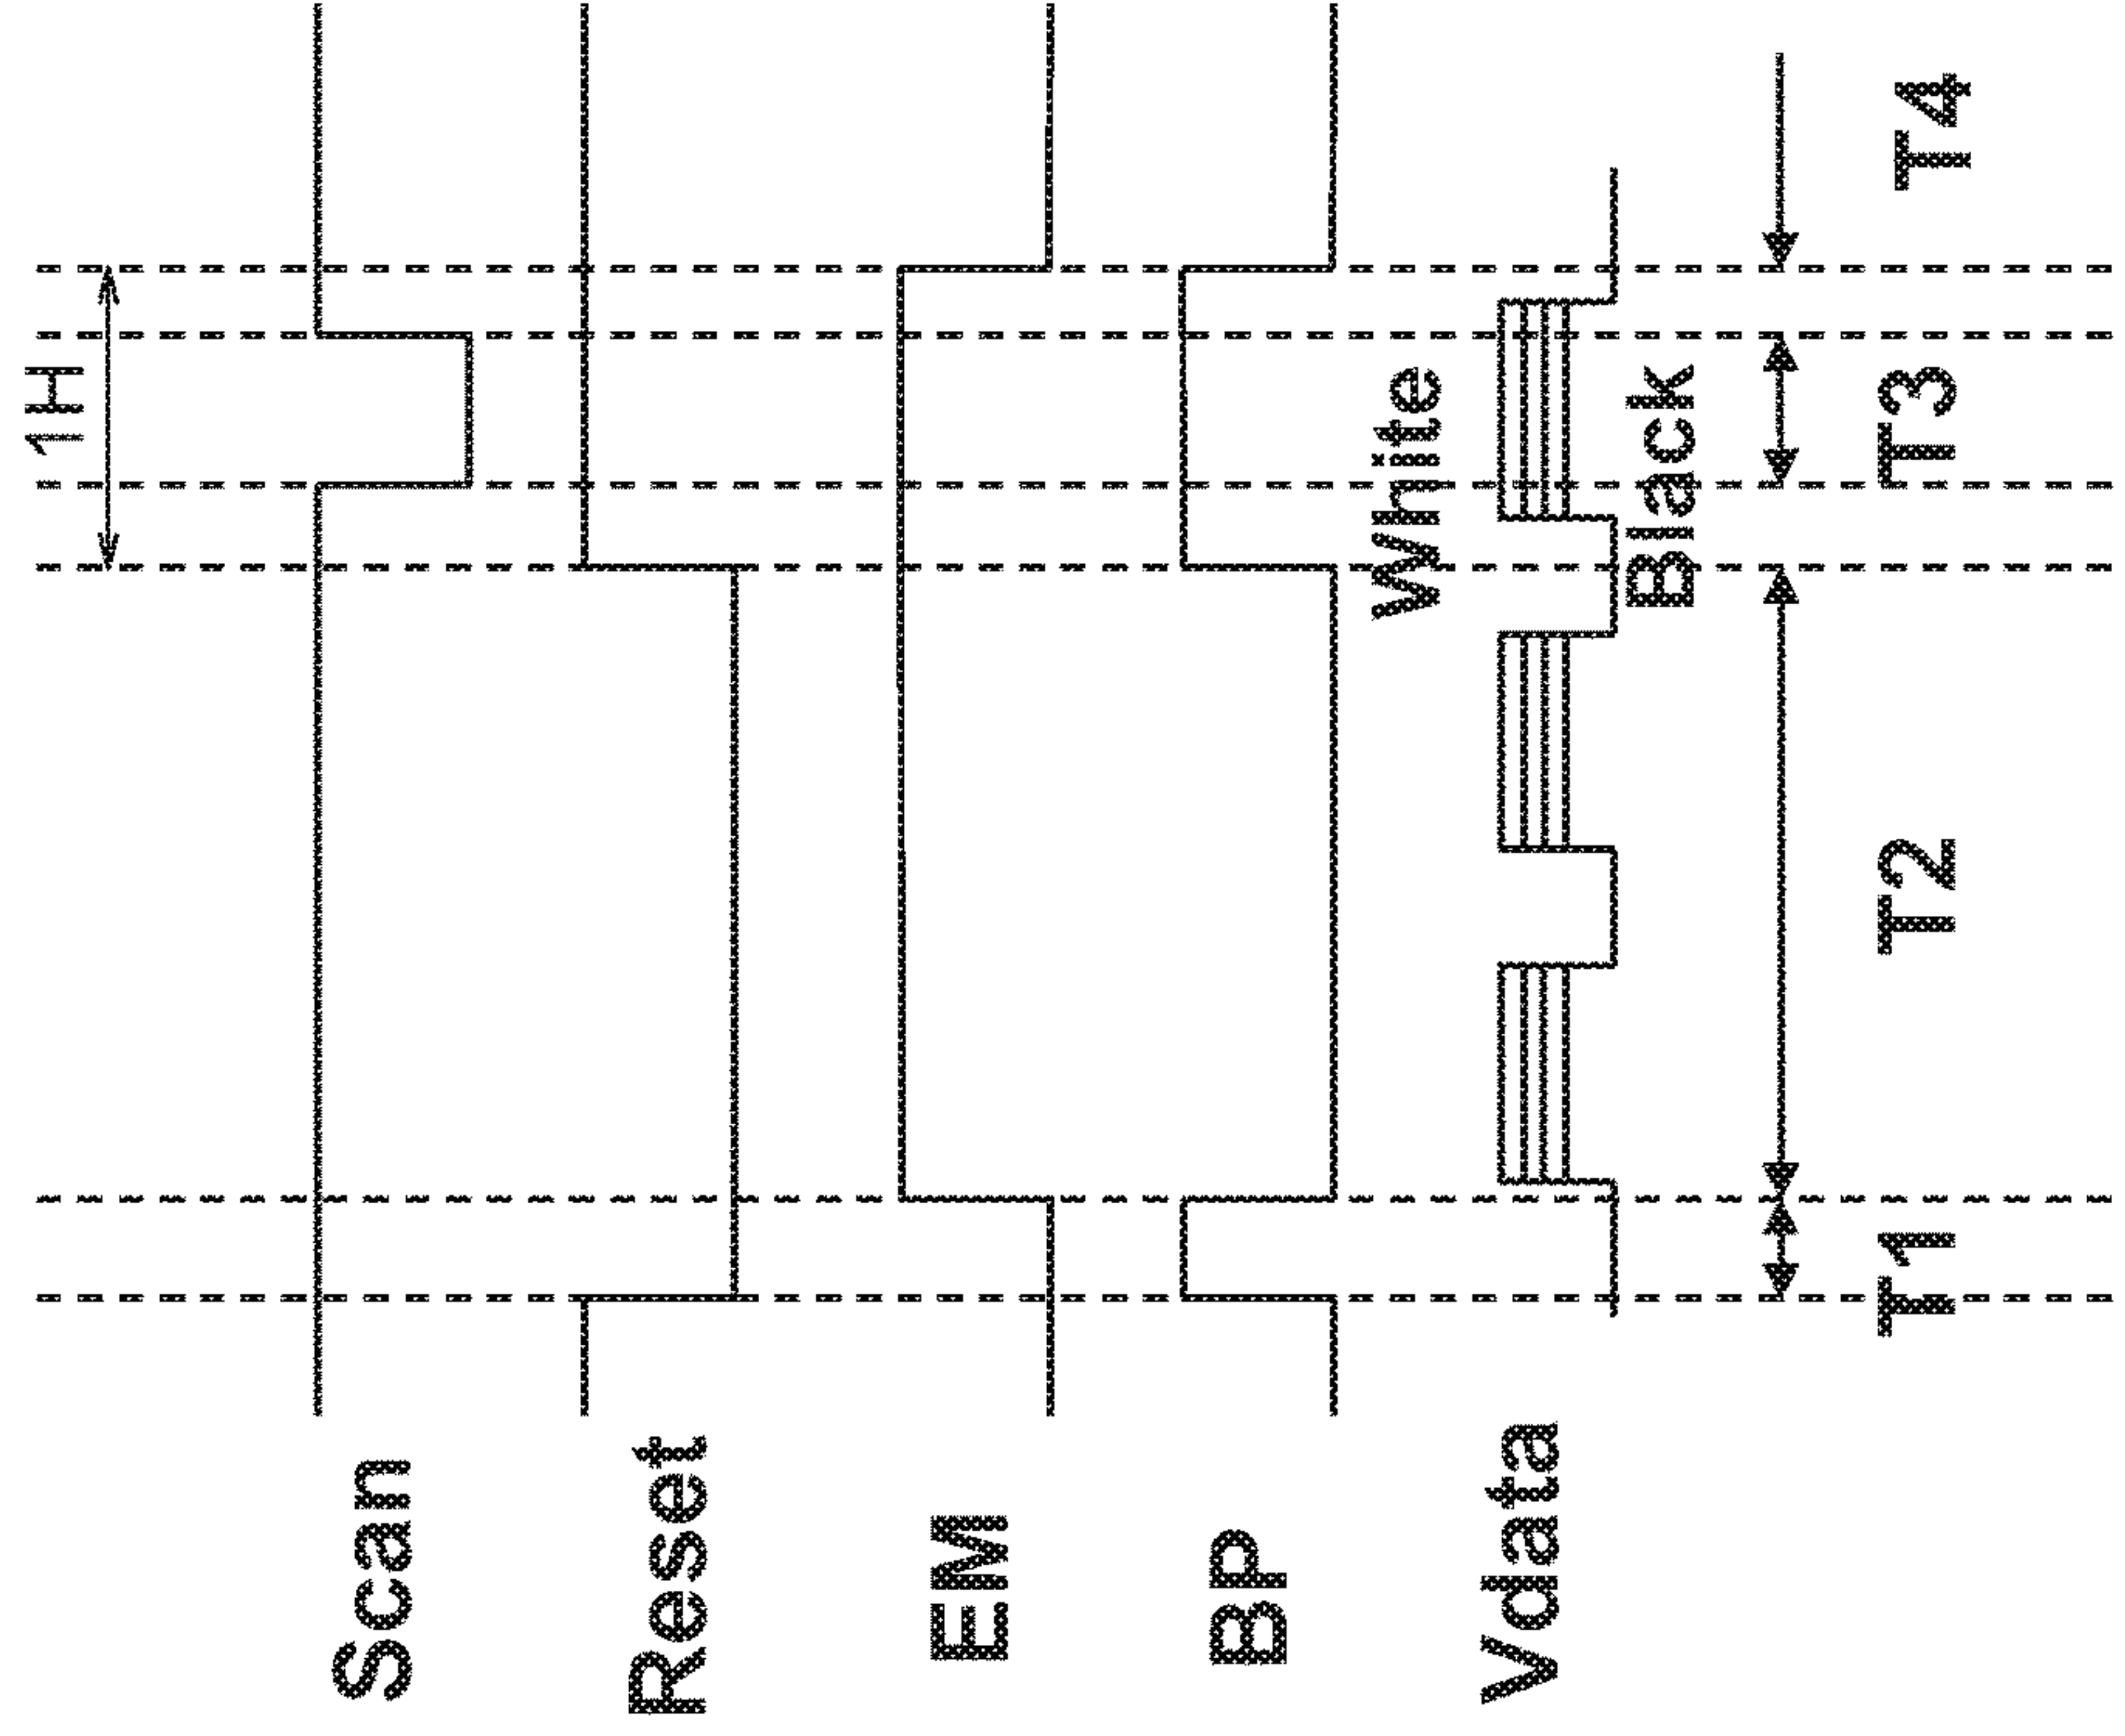 1H
Scan
Reset
EM
BP
White
Vdata
Black
T1
T2
T3
T4